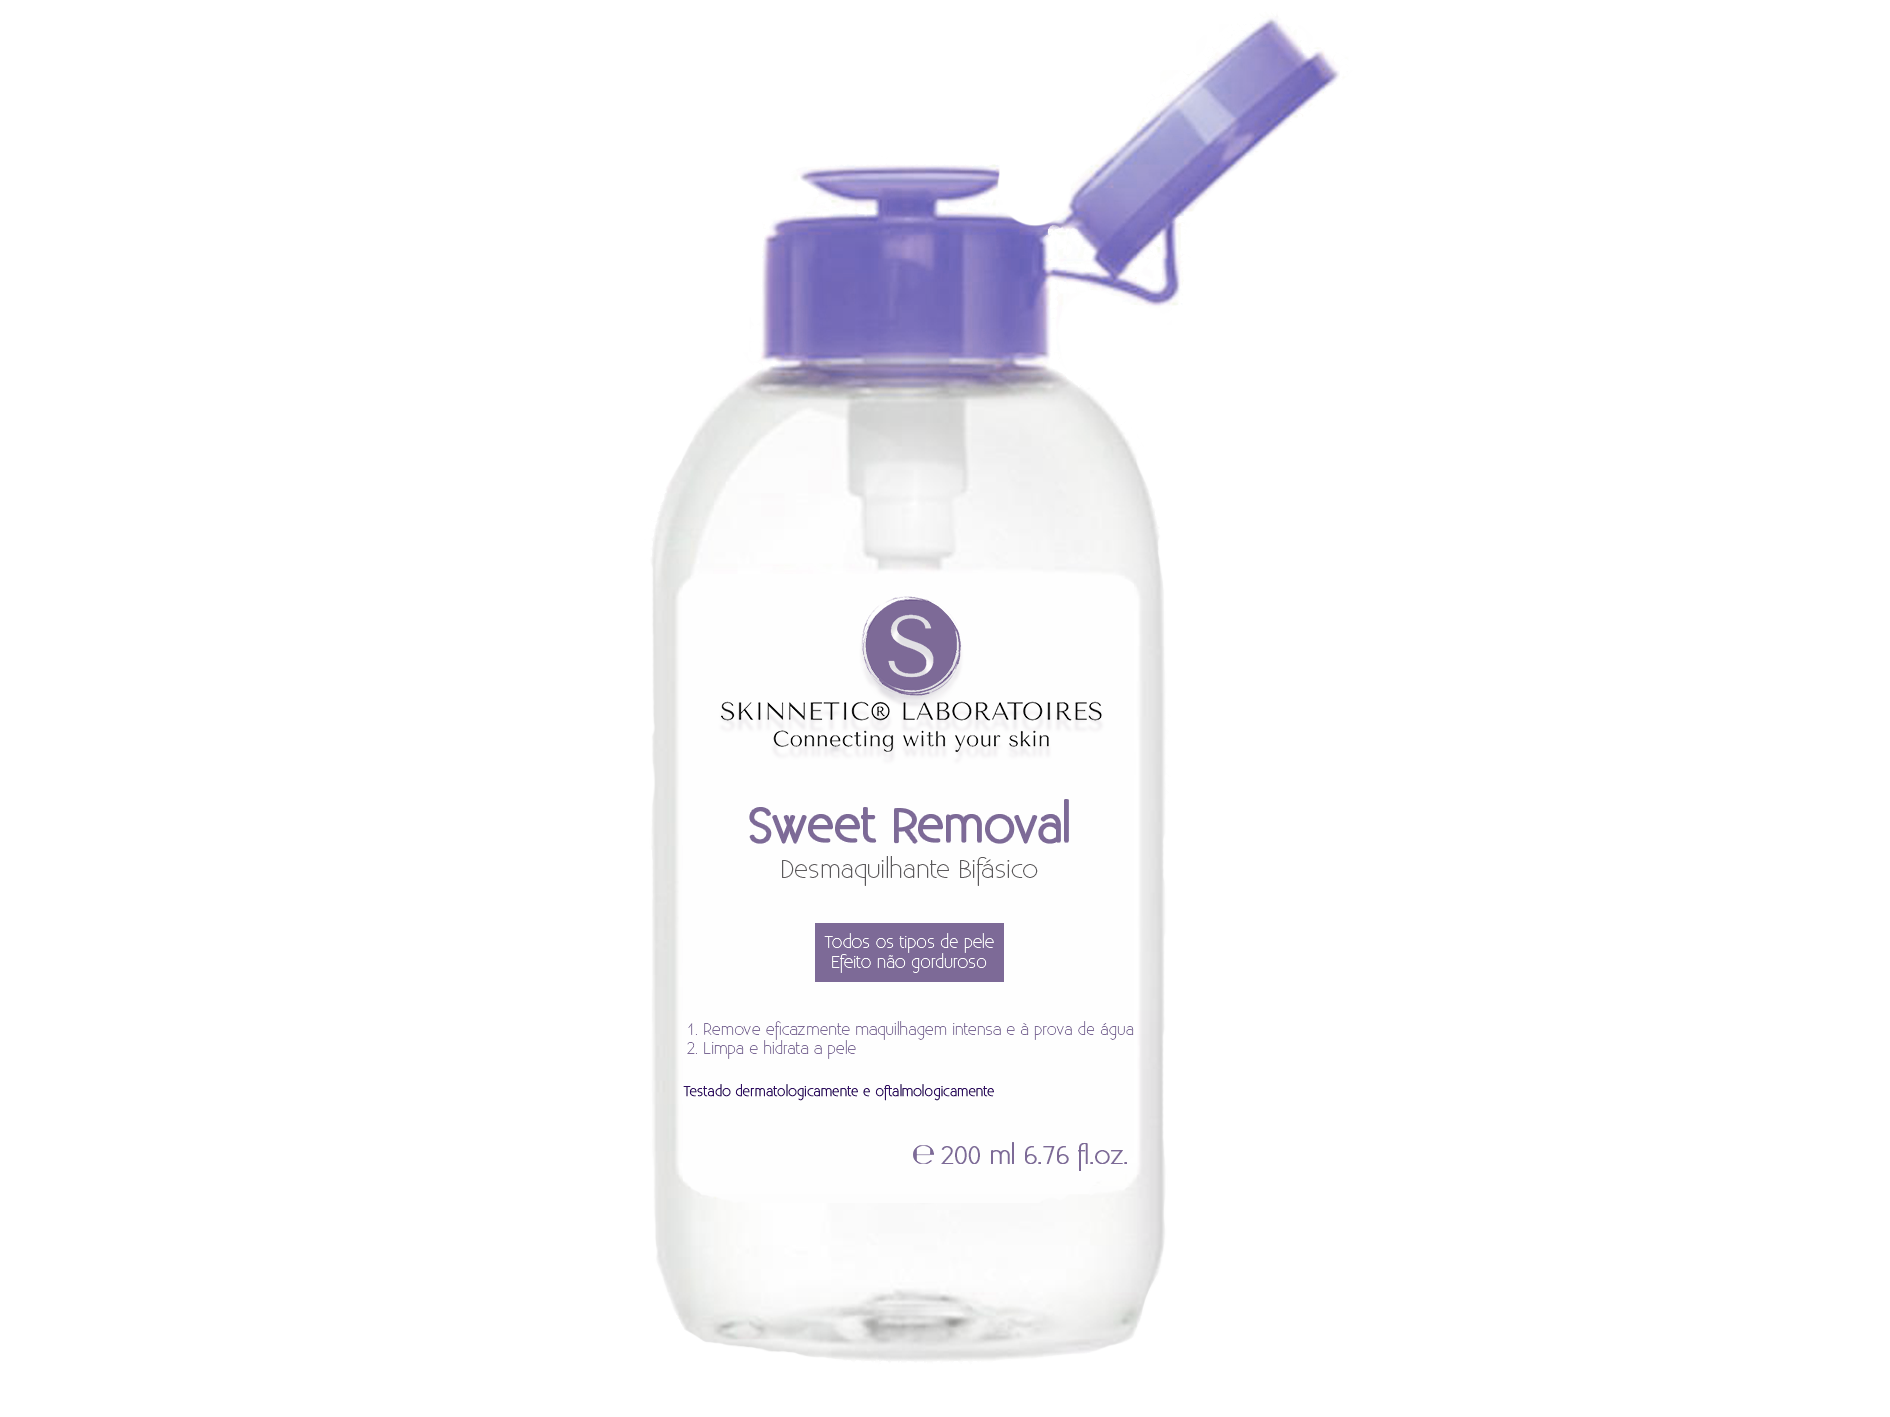 S
SKINNETIC® LABORATOIRES
Connecting with your skin
Sweet Removal
Desmaquilhante Bifásico
Todos os tipos de pele
Efeito não gorduroso
1. Remove eficazmente maquilhagem intensa e à prova de água
2. Limpa e hidrata a pele
Testado dermatologicamente e oftalmologicamente
℮ 200 ml 6.76 fl.oz.